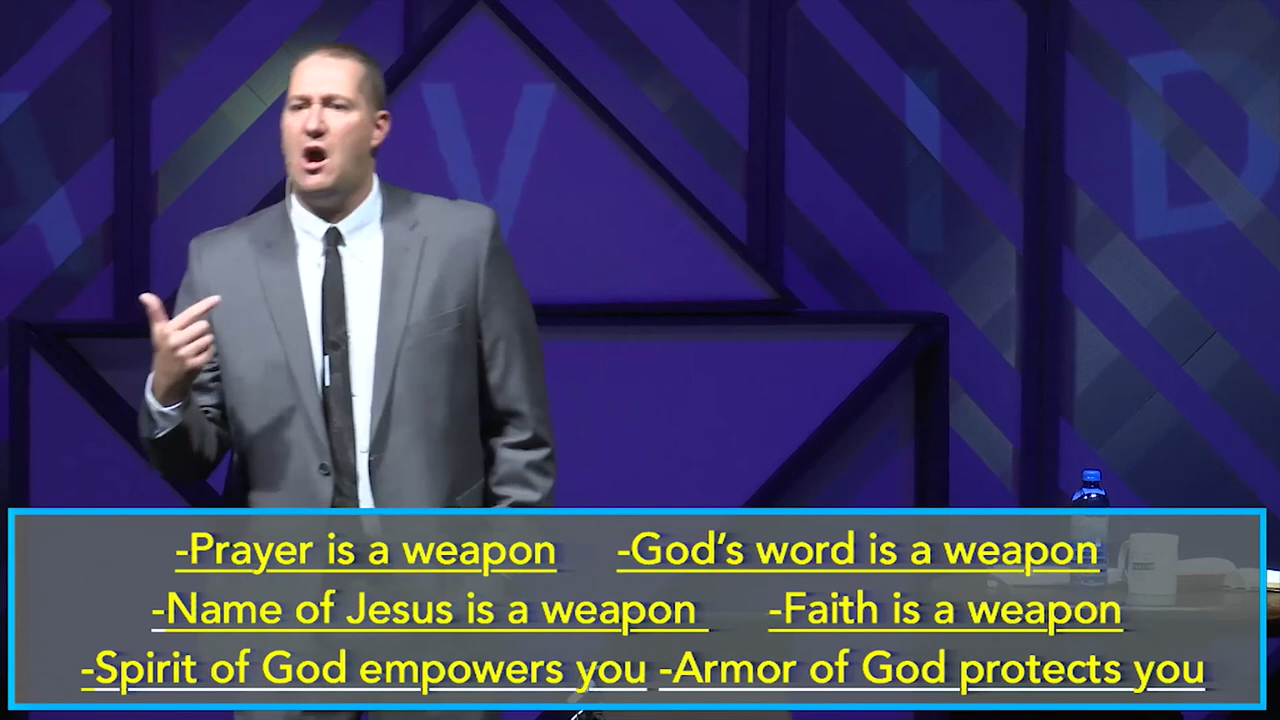 AVID
-Prayer is a weapon -God's word is a weapon
-Name of Jesus is a weapon -Faith is a weapon
-Spirit of God empowers you -Armor of God protects you